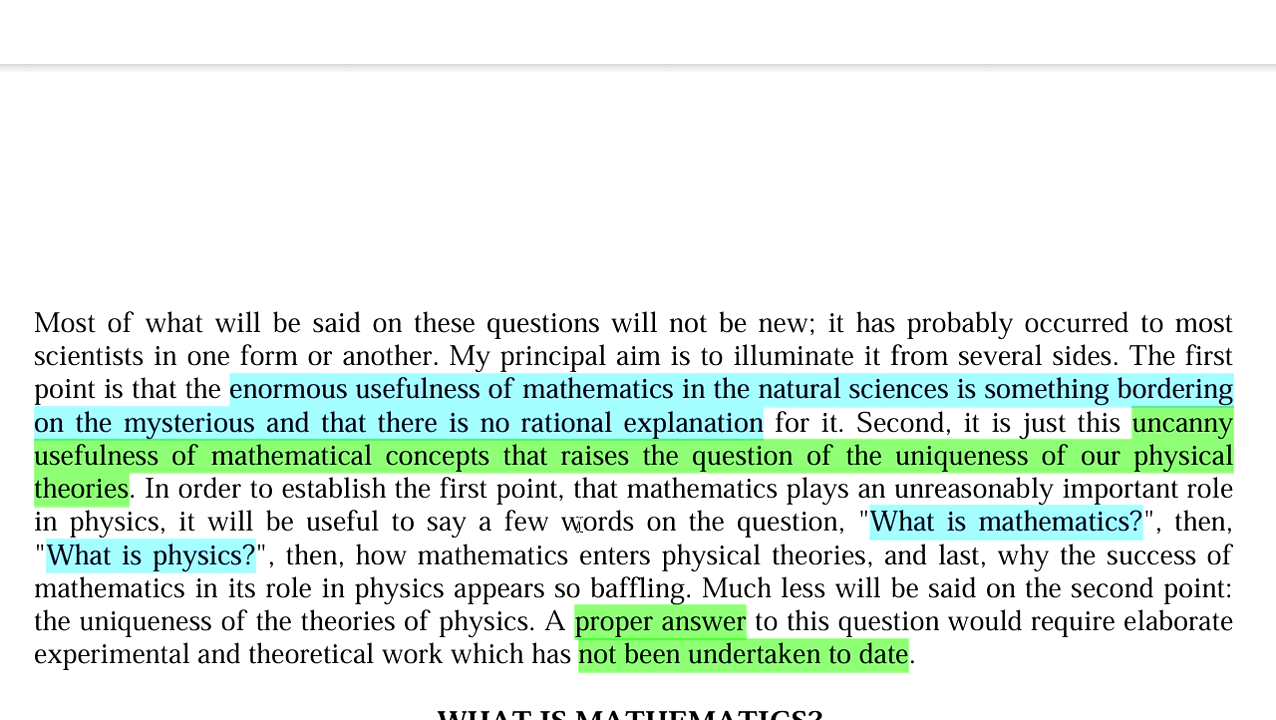 Most of what will be said on these questions will not be new; it has probably occurred to most
scientists in one form or another. My principal aim is to illuminate it from several sides. The first
point is that the enormous usefulness of mathematics in the natural sciences is something bordering
on the mysterious and that there is no rational explanation for it. Second, it is just this uncanny
usefulness of mathematical concepts that raises the question of the uniqueness of our physical
theories. In order to establish the first point, that mathematics plays an unreasonably important role
in physics, it will be useful to say a few words on the question, "What is mathematics?", then,
"What is physics?", then, how mathematics enters physical theories, and last, why the success of
mathematics in its role in physics appears so baffling. Much less will be said on the second point:
the uniqueness of the theories of physics. A proper answer to this question would require elaborate
experimental and theoretical work which has not been undertaken to date.
WHAT IS MATHEMATICS?